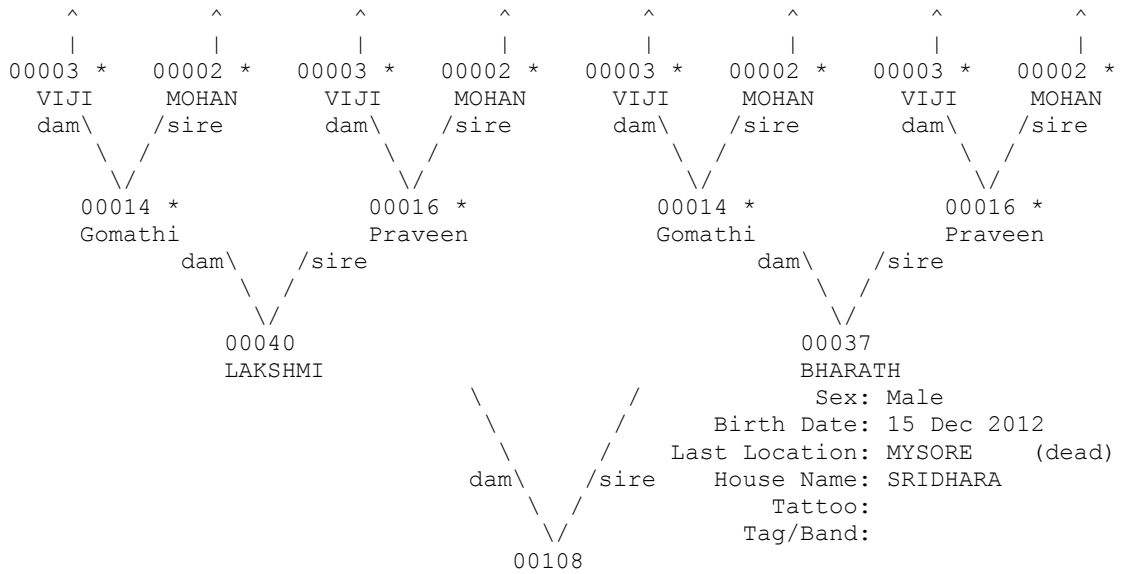 ^ ^ ^ ^ ^ ^ ^ ^
| | | | | | | |
00003 * 00002 * 00003 * 00002 * 00003 * 00002 * 00003 * 00002 *
VIJI MOHAN VIJI MOHAN VIJI MOHAN VIJI MOHAN
dam\ /sire dam\ /sire dam\ /sire dam\ /sire
\ / \ / \ / \ /
\/ \/ \/ \/
00014 * 00016 * 00014 * 00016 *
Gomathi Praveen Gomathi Praveen
dam\ /sire dam\ /sire
\ / \ /
\/ \/
00040 00037
LAKSHMI BHARATH
\ / Sex: Male
\ / Birth Date: 15 Dec 2012
\ / Last Location: MYSORE (dead)
dam\ /sire House Name: SRIDHARA
\ / Tattoo:
\/ Tag/Band:
00108